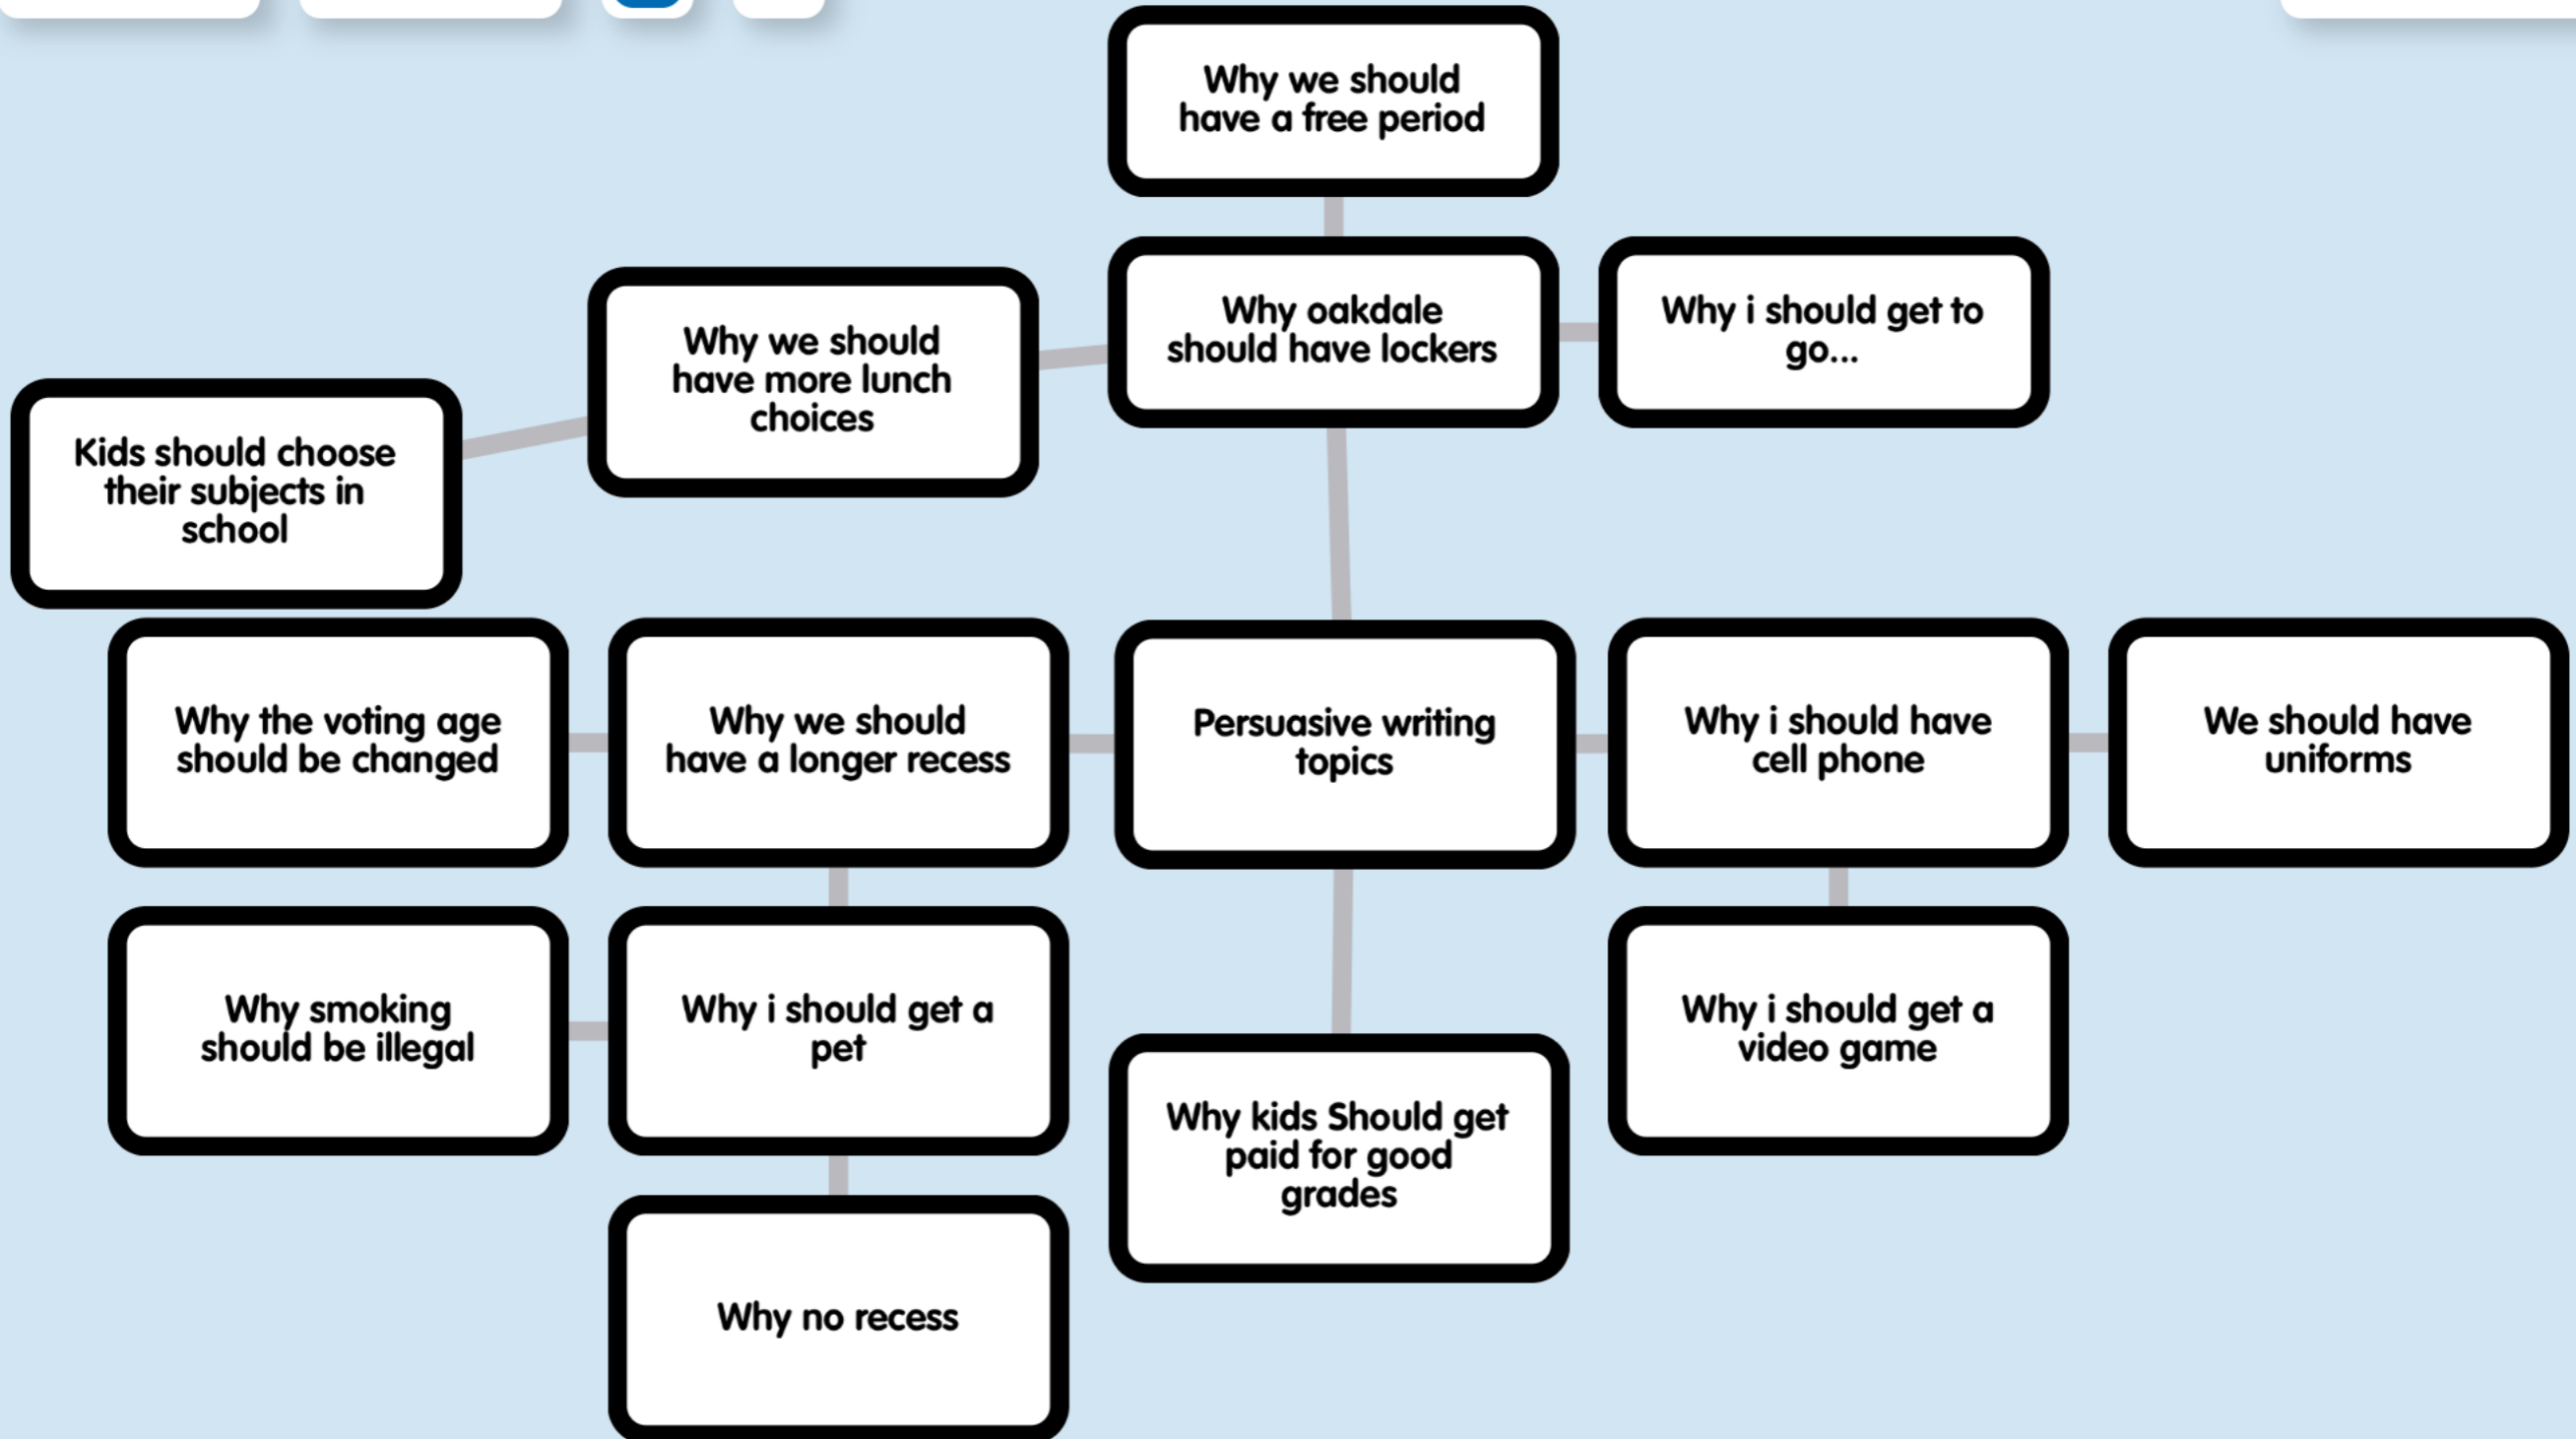 Why we should
have a free period
Why oakdale
should have lockers
Why i should get to
go...
Why we should
have more lunch
choices
Kids should choose
their subjects in
school
Why the voting age
should be changed
Why we should
have a longer recess
Persuasive writing
topics
Why i should have
cell phone
We should have
uniforms
Why smoking
should be illegal
Why i should get a
pet
Why kids Should get
paid for good
grades
Why i should get a
video game
Why no recess